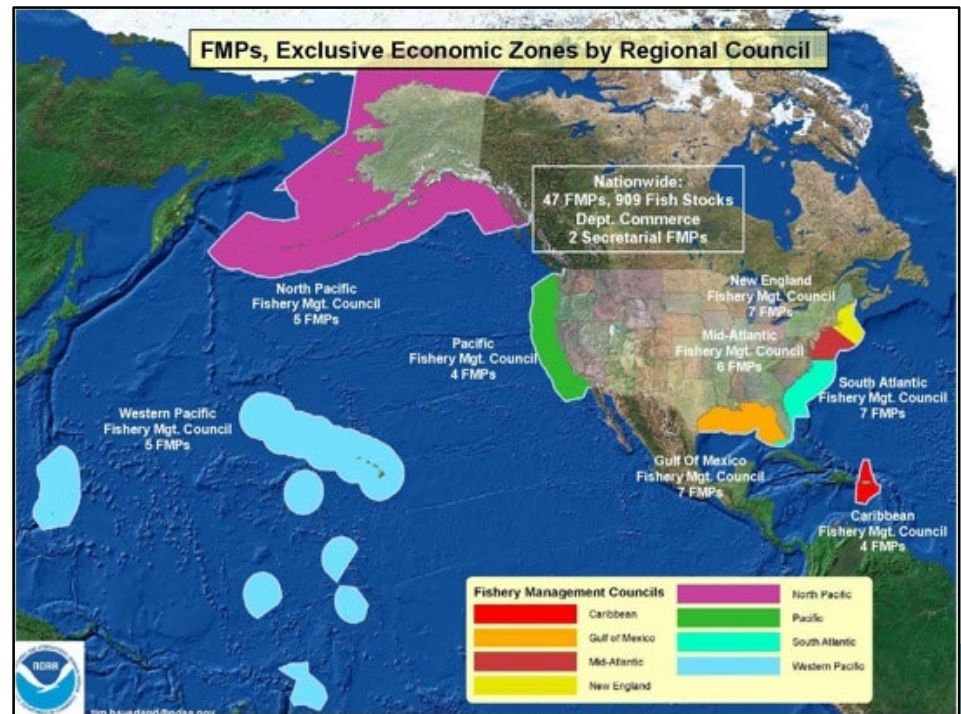 FMPs, Exclusive Economic Zones by Regional Council
Nationwide:
47 FMPs, 909 Fish Stocks
Dept. Commerce
2 Secretarial FMPs
North Pacific
Fishery Mgt. Council
5 FMPs
New England
Fishery Mgt. Council
7 FMPs
Mid-Atlantic
Fishery Mgt. Council
6 FMPs
Pacific
Fishery Mgt. Council
4 FMPs
South Atlantic
Fishery Mgt. Council
7 FMPs
Western Pacific
Fishery Mgt. Council
5 FMPs
Gulf Of Mexico
Fishery Mgt. Council
7 FMPs
Caribbean
Fishery Mgt. Council
4 FMPs
Fishery Management Councils
Caribbean
Gulf of Mexico
Mid-Atlantic
New England
North Pacific
Pacific
South Atlantic
Western Pacific
NOAA